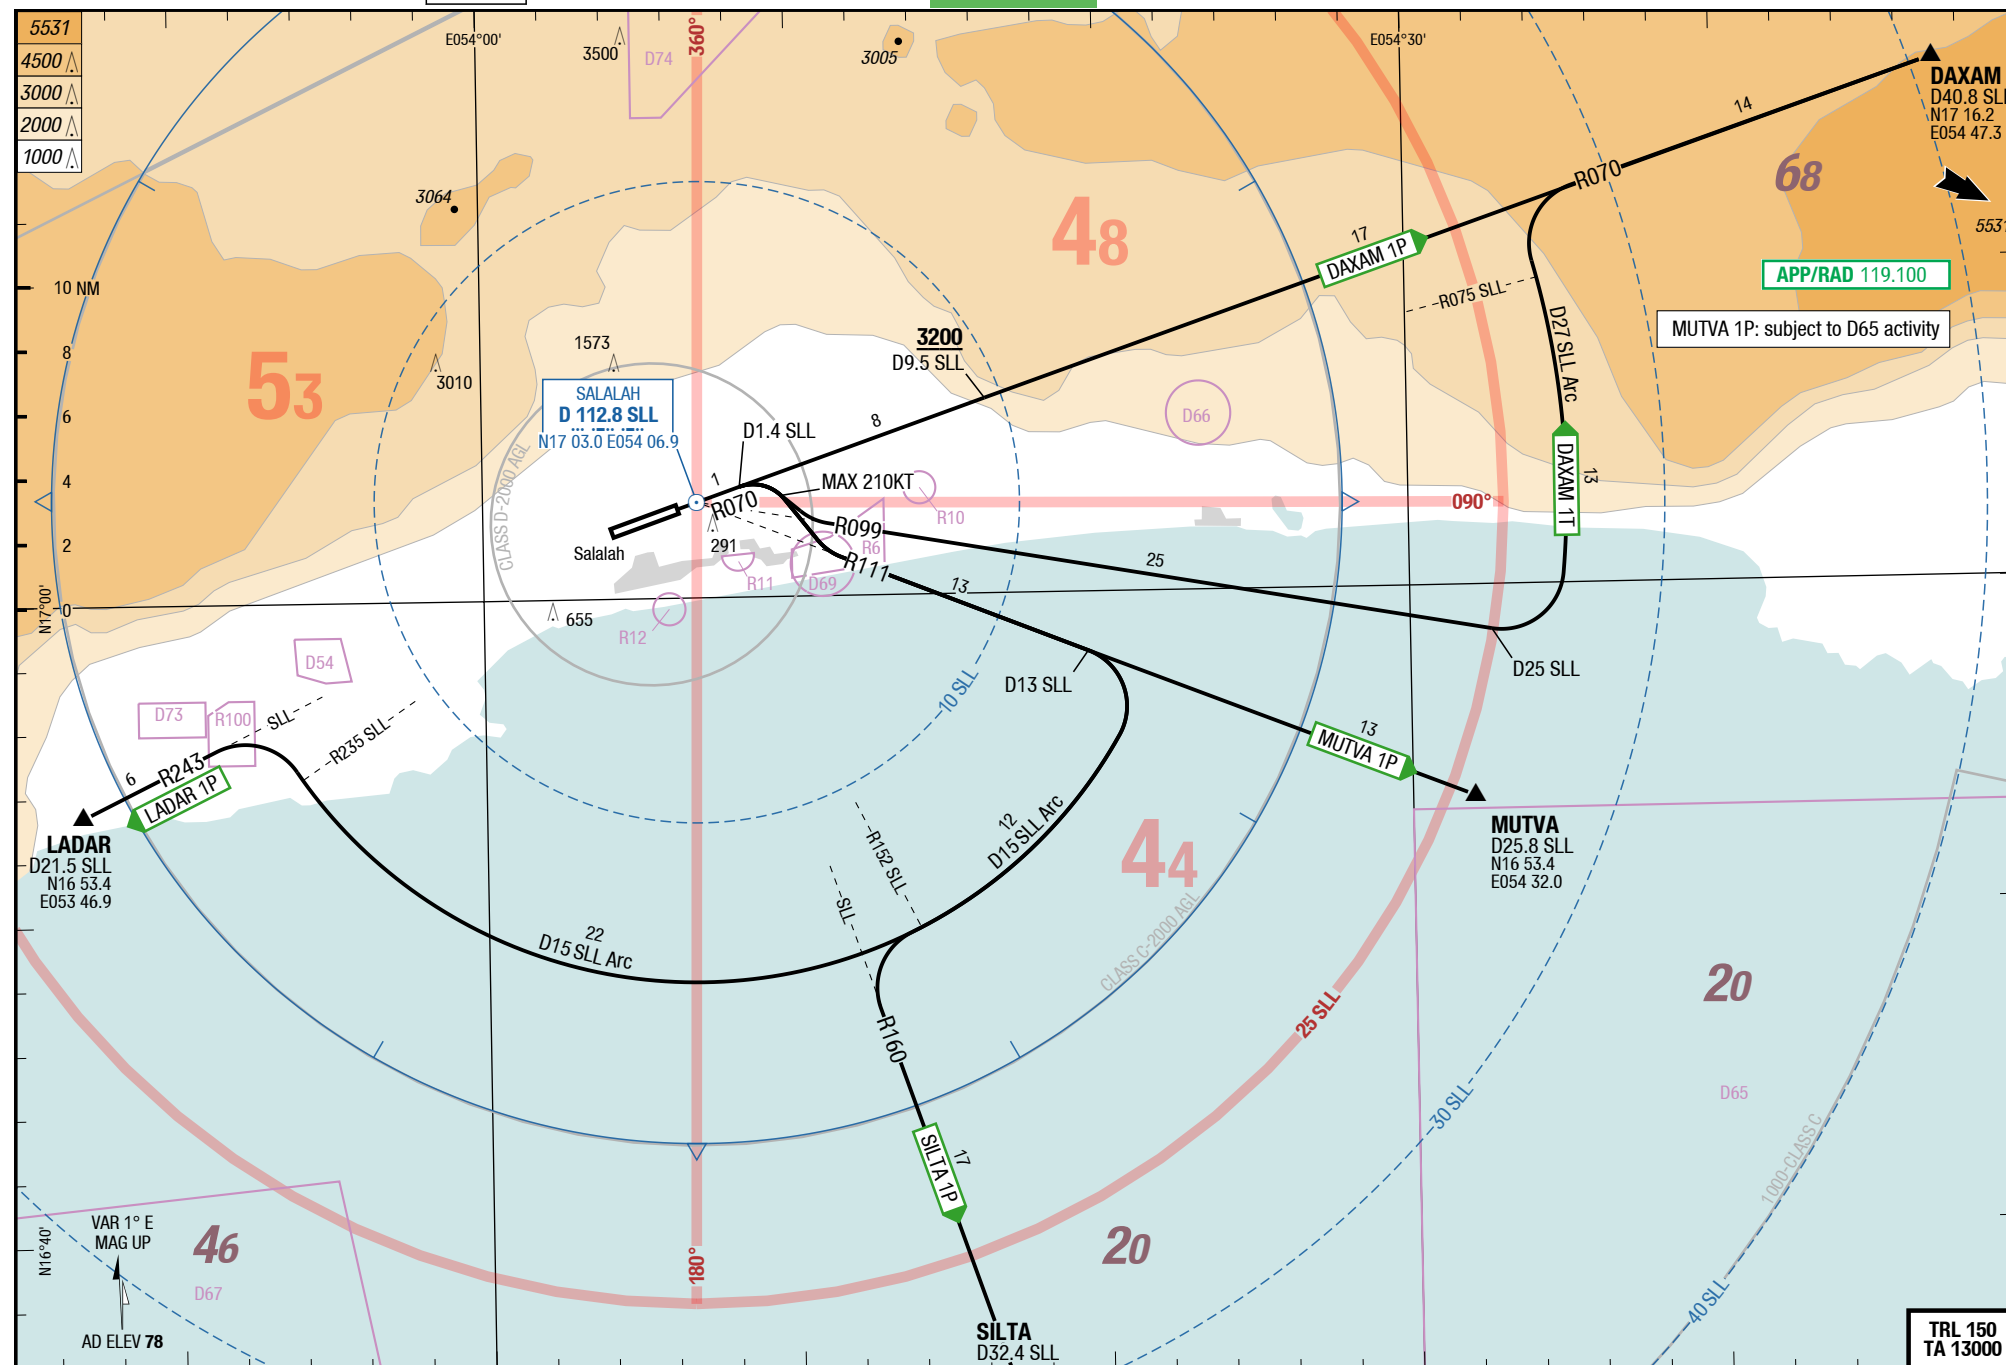 5531
4500
3000
2000
1000
E054°00'
3500
D74
360°
3005
E054°30'
14
DAXAM
D40.8 SLL
N17 16.2
E054 47.3
R070
68
5531
3064
48
17
DAXAM 1P
APP/RAD 119.100
R075 SLL
MUTVA 1P: subject to D65 activity
D27 SLL Arc
10 NM
8
6
4
2
0
53
1573
3010
3200
D9.5 SLL
8
D66
SALALAH
D 112.8 SLL
N17 03.0 E054 06.9
CLASS D-2000 AGL
D1.4 SLL
MAX 210KT
1
R070
R10
090°
DAXAM 1T
13
Salalah
291
R099
R6
R11
D69
R111
25
13
N17°00'
655
R12
D54
D13 SLL
D25 SLL
10 SLL
D73
R100
SLL
R235 SLL
6
R243
LADAR 1P
13
MUTVA 1P
LADAR
D21.5 SLL
N16 53.4
E053 46.9
MUTVA
D25.8 SLL
N16 53.4
E054 32.0
12
D15 SLL Arc
R152 SLL
SLL
44
CLASS C-2000 AGL
22
D15 SLL Arc
20
25 SLL
R160
30 SLL
D65
1000-CLASS C
17
SILTA 1P
VAR 1° E
MAG UP
N16°40'
46
D67
AD ELEV 78
180°
20
40 SLL
SILTA
D32.4 SLL
TRL 150
TA 13000